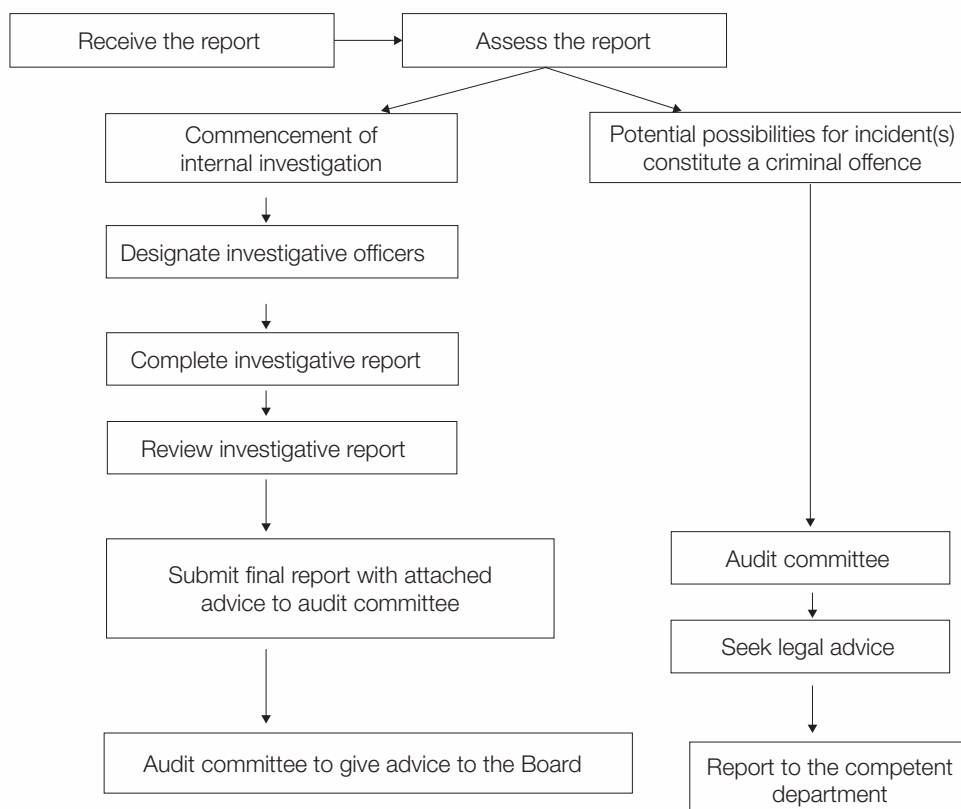 Receive the report
Assess the report
Commencement of
internal investigation
Potential possibilities for incident(s)
constitute a criminal offence
Designate investigative officers
Complete investigative report
Review investigative report
Submit final report with attached
advice to audit committee
Audit committee to give advice to the Board
Audit committee
Seek legal advice
Report to the competent
department